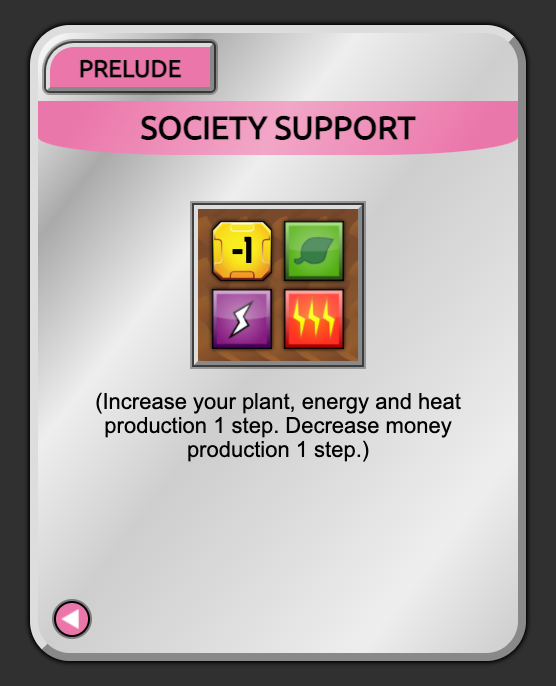 PRELUDE
SOCIETY SUPPORT
-1
(Increase your plant, energy and heat
production 1 step. Decrease money
production 1 step.)